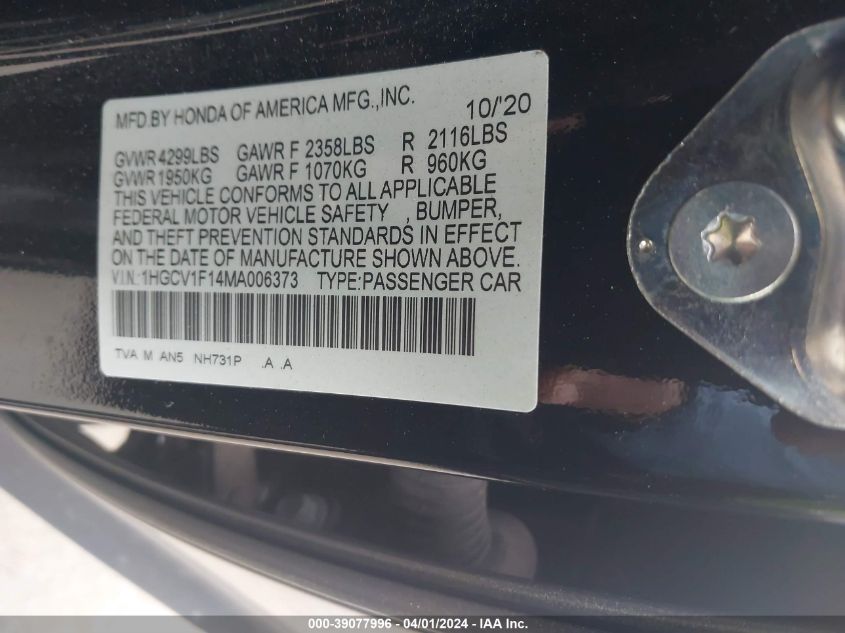 MFD.BY HONDA OF AMERICA MFG.,INC. 10/'20
GVWR 4299LBS GAWR F 2358LBS R 2116LBS
GVWR 1950KG GAWR F 1070KG R 960KG
THIS VEHICLE CONFORMS TO ALL APPLICABLE
FEDERAL MOTOR VEHICLE SAFETY , BUMPER,
AND THEFT PREVENTION STANDARDS IN EFFECT
ON THE DATE OF MANUFACTURE SHOWN ABOVE.
V.I.N.:1HGCV1F14MA006373 TYPE:PASSENGER CAR
TVA M AN5 NH731P .A .A
000-39077996 - 04/01/2024 - IAA Inc.